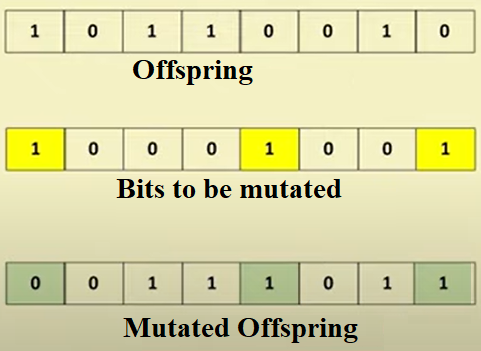 1 0 1 1 0 0 1 0
Offspring
1 0 0 0 1 0 0 1
Bits to be mutated
0 0 1 1 1 0 1 1
Mutated Offspring